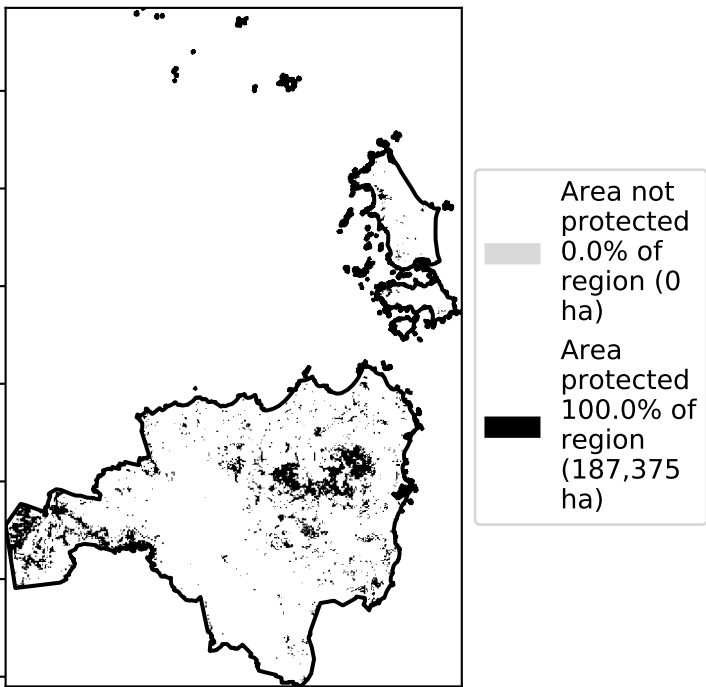 Area not
protected
0.0% of
region (0
ha)
Area
protected
100.0% of
region
(187,375
ha)